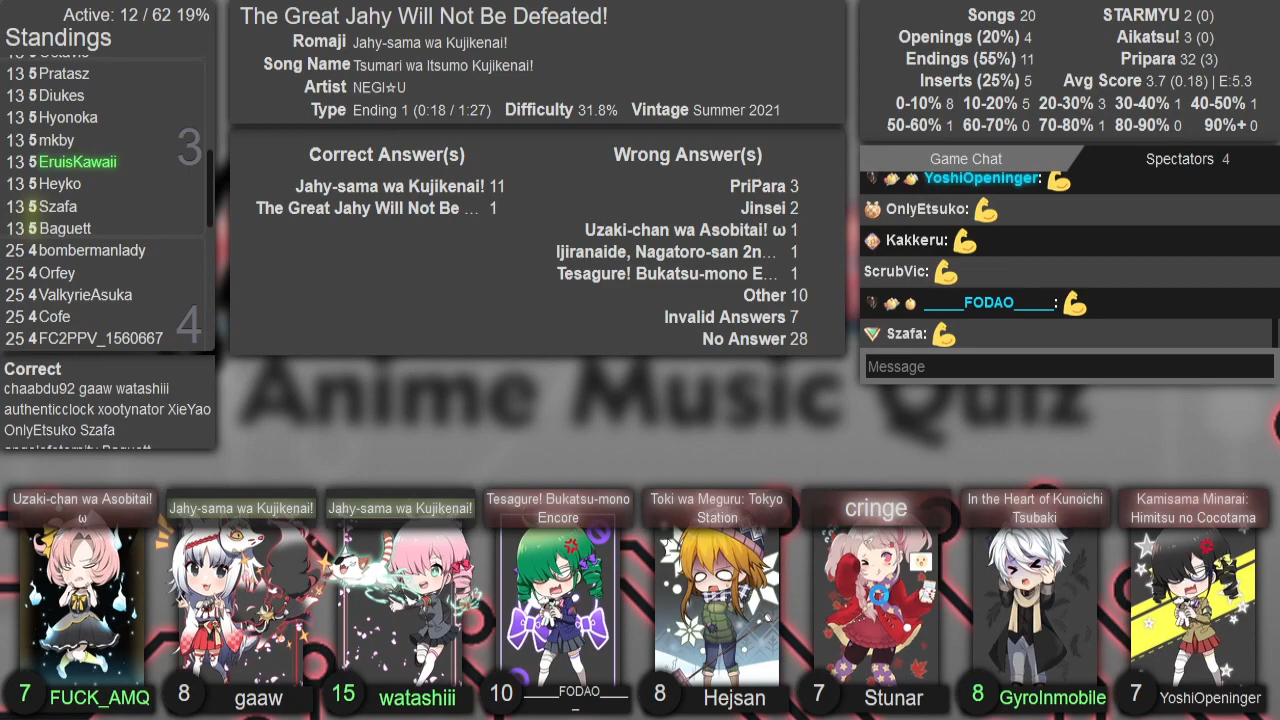 Active: 12 / 62 19%
Standings
13 5 Pratasz
13 5 Diukes
13 5 Hyonoka
13 5 mkby
13 5 EruisKawaii
13 5 Heyko
13 5 Szafa
13 5 Baguett
3
25 4 bombermanlady
25 4 Orfey
25 4 ValkyrieAsuka
25 4 Cofe
25 4 FC2PPV_1560667
4
Correct
chaabdu92 gaaw watashiii
authenticclock xootynator XieYao
OnlyEtsuko Szafa
The Great Jahy Will Not Be Defeated!
Romaji Jahy-sama wa Kujikenai!
Song Name Tsumari wa Itsumo Kujikenai!
Artist NEGI☆U
Type Ending 1 (0:18 / 1:27) Difficulty 31.8% Vintage Summer 2021
Correct Answer(s)
Jahy-sama wa Kujikenai! 11
The Great Jahy Will Not Be ... 1
Wrong Answer(s)
PriPara 3
Jinsei 2
Uzaki-chan wa Asobitai! ω 1
Ijiranaide, Nagatoro-san 2n... 1
Tesagure! Bukatsu-mono E... 1
Other 10
Invalid Answers 7
No Answer 28
Songs 20 STARMYU 2 (0)
Openings (20%) 4 Aikatsu! 3 (0)
Endings (55%) 11 Pripara 32 (3)
Inserts (25%) 5 Avg Score 3.7 (0.18) | E:5.3
0-10% 8 10-20% 5 20-30% 3 30-40% 1 40-50% 1
50-60% 1 60-70% 0 70-80% 1 80-90% 0 90%+ 0
Game Chat Spectators 4
YoshiOpeninger: 💪
OnlyEtsuko: 💪
Kakkeru: 💪
ScrubVic: 💪
_____FODAO_____: 💪
Szafa: 💪
Message
Anime Music Quiz
Uzaki-chan wa Asobitai!
ω
Jahy-sama wa Kujikenai!
Jahy-sama wa Kujikenai!
Tesagure! Bukatsu-mono
Encore
Toki wa Meguru: Tokyo
Station
cringe
In the Heart of Kunoichi
Tsubaki
Kamisama Minarai:
Himitsu no Cocotama
7 FUCK_AMQ
8 gaaw
15 watashiii
10 _____FODAO_____
8 Hejsan
7 Stunar
8 GyroInmobile
7 YoshiOpeninger